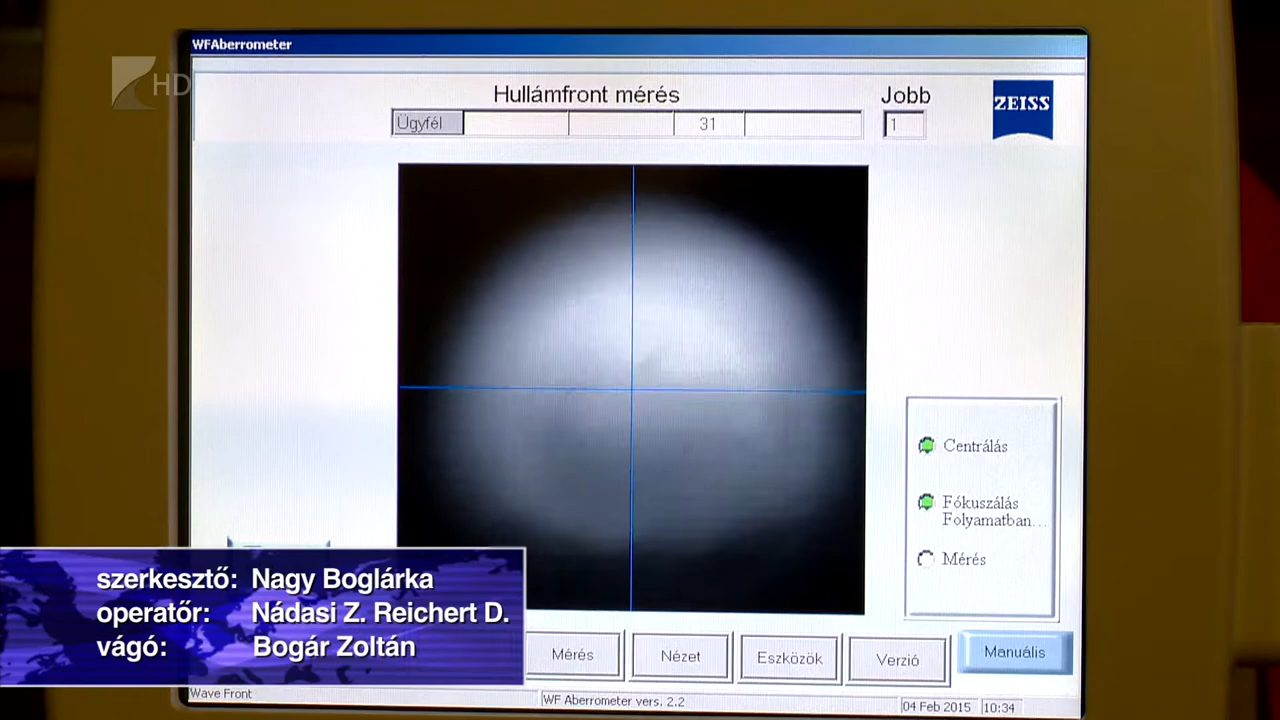 WFAberrometer
HD
Hullámfront mérés
Jobb
ZEISS
Ügyfél
31
1
Centrálás
Fókuszálás
Folyamatban...
Mérés
szerkesztő: Nagy Boglárka
operatőr: Nádasi Z. Reichert D.
vágó: Bogár Zoltán
Mérés
Nézet
Eszközök
Verzió
Manuális
Wave Front
WF Aberrometer vers. 2.2
04 Feb 2015
10:34